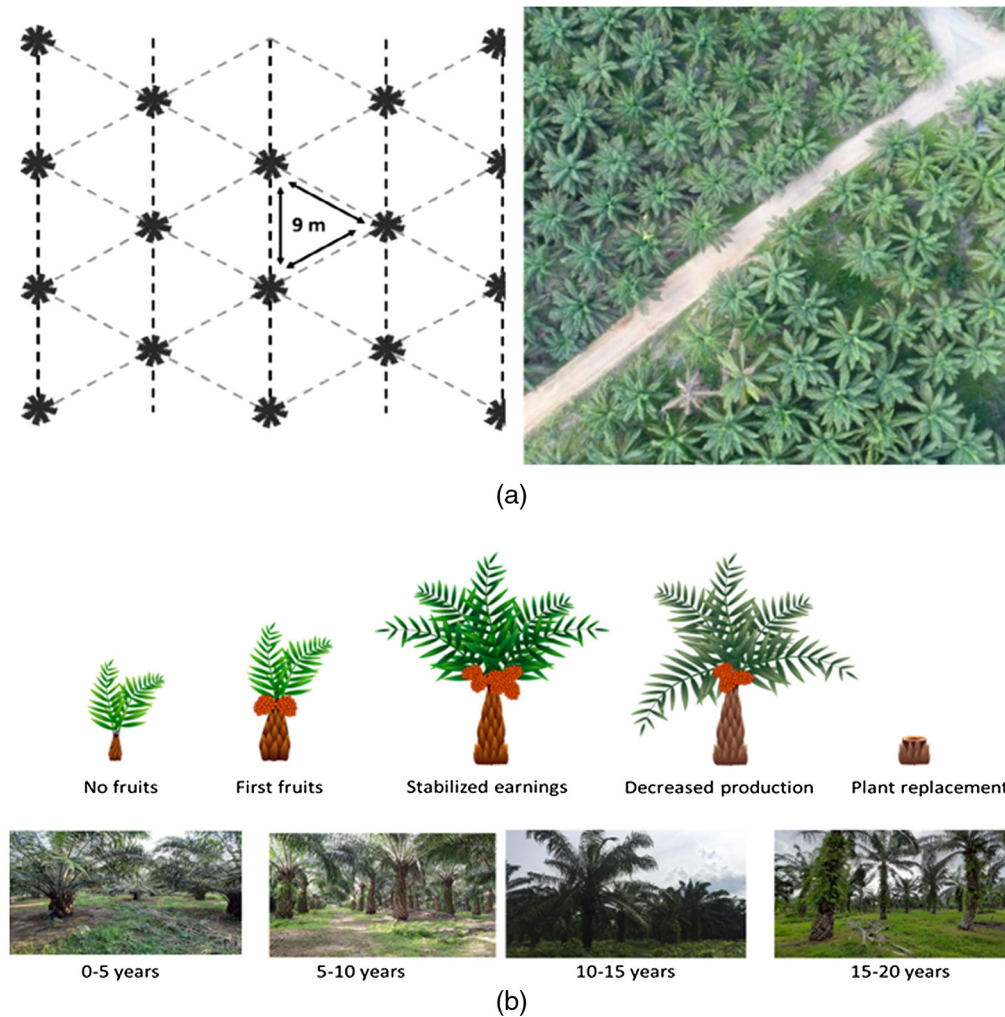 9 m
(a)
No fruits
First fruits
Stabilized earnings
Decreased production
Plant replacement
0-5 years
5-10 years
10-15 years
15-20 years
(b)